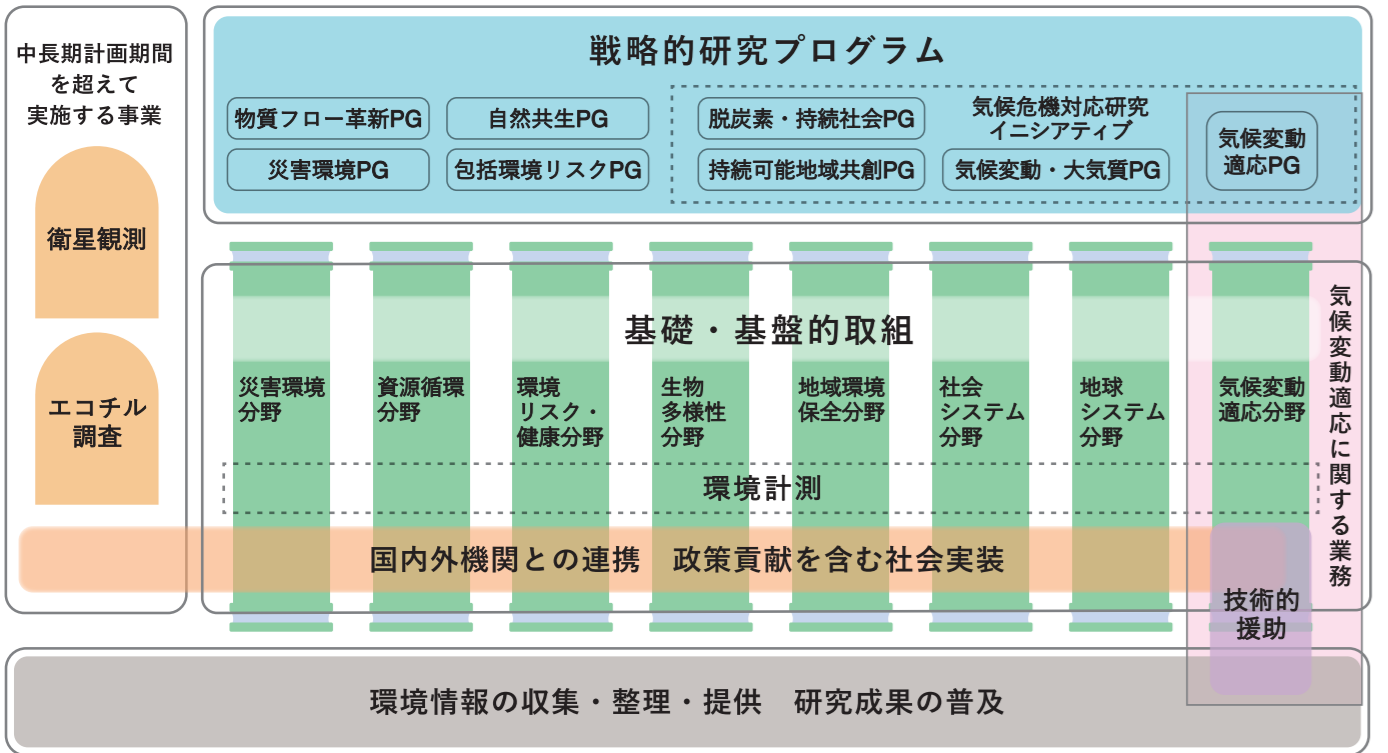 中長期計画期間
を超えて
実施する事業
衛星観測
エコチル
調査
戦略的研究プログラム
物質フロー革新PG
自然共生PG
災害環境PG
包括環境リスクPG
脱炭素・持続社会PG
気候危機対応研究
イニシアティブ
持続可能地域共創PG
気候変動・大気質PG
気候変動
適応PG
基礎・基盤的取組
災害環境
分野
資源循環
分野
環境
リスク・
健康分野
生物
多様性
分野
地域環境
保全分野
社会
システム
分野
地球
システム
分野
気候変動
適応分野
気候変動適応に関する業務
環境計測
国内外機関との連携　政策貢献を含む社会実装
技術的
援助
環境情報の収集・整理・提供　研究成果の普及